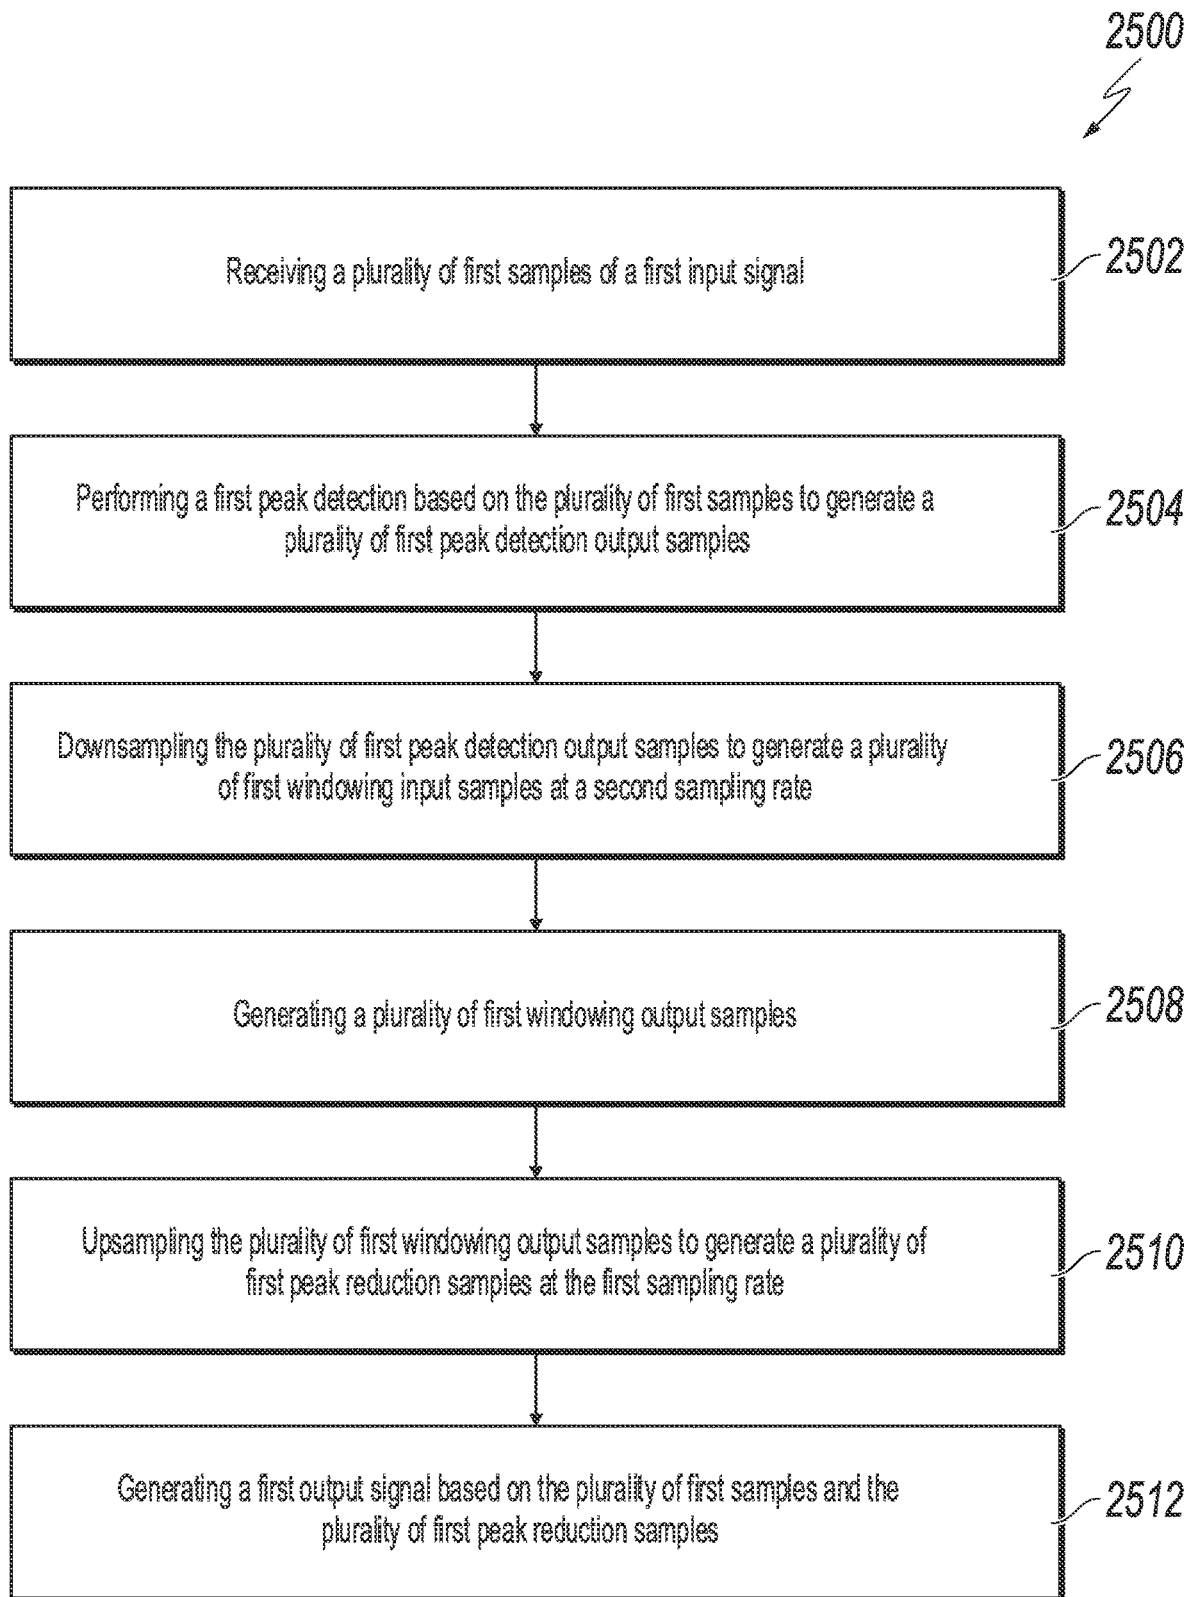 2500
Receiving a plurality of first samples of a first input signal
2502
Performing a first peak detection based on the plurality of first samples to generate a
plurality of first peak detection output samples
2504
Downsampling the plurality of first peak detection output samples to generate a plurality
of first windowing input samples at a second sampling rate
2506
Generating a plurality of first windowing output samples
2508
Upsampling the plurality of first windowing output samples to generate a plurality of
first peak reduction samples at the first sampling rate
2510
Generating a first output signal based on the plurality of first samples and the
plurality of first peak reduction samples
2512